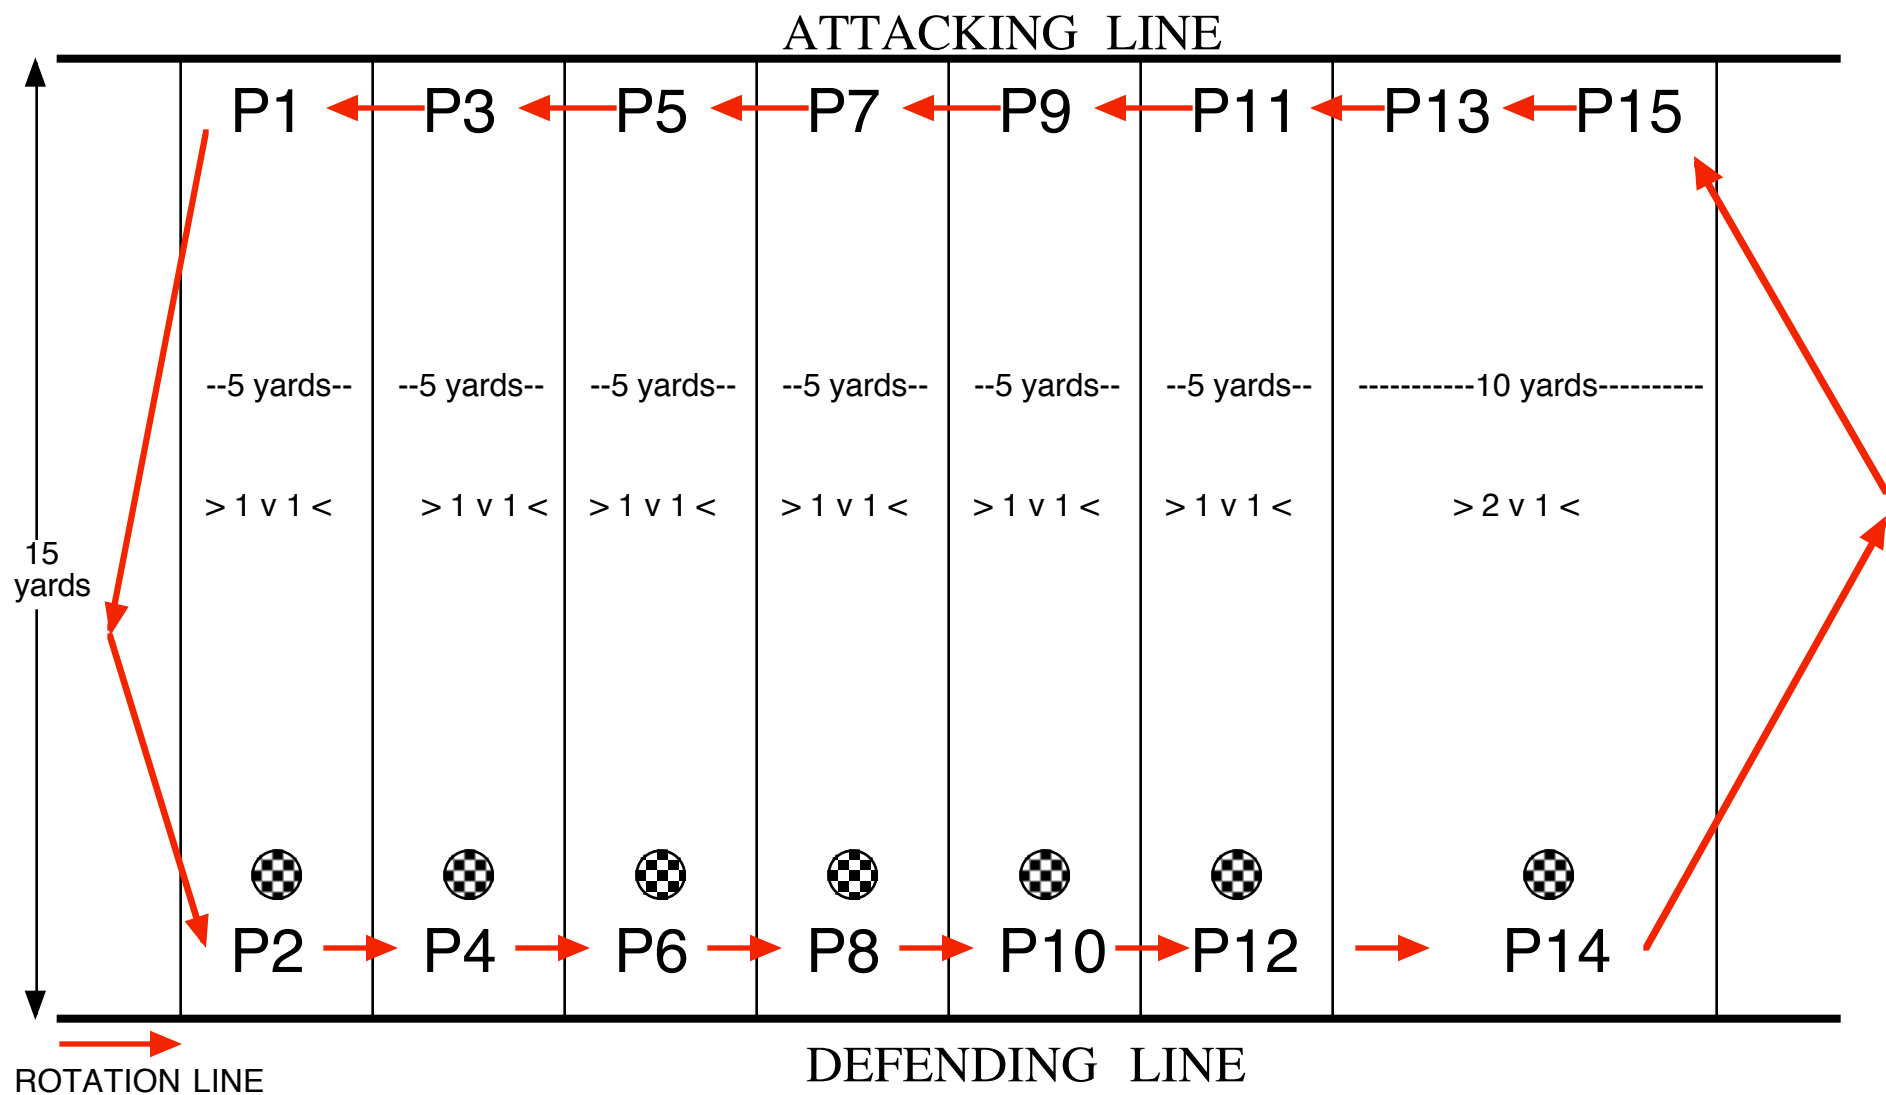 ATTACKING LINE
P1 P3 P5 P7 P9 P11 P13 P15
--5 yards-- --5 yards-- --5 yards-- --5 yards-- --5 yards-- --5 yards-- -----------10 yards----------
> 1 v 1 < > 1 v 1 < > 1 v 1 < > 1 v 1 < > 1 v 1 < > 1 v 1 < > 2 v 1 <
15
yards
P2 P4 P6 P8 P10 P12 P14
DEFENDING LINE
ROTATION LINE